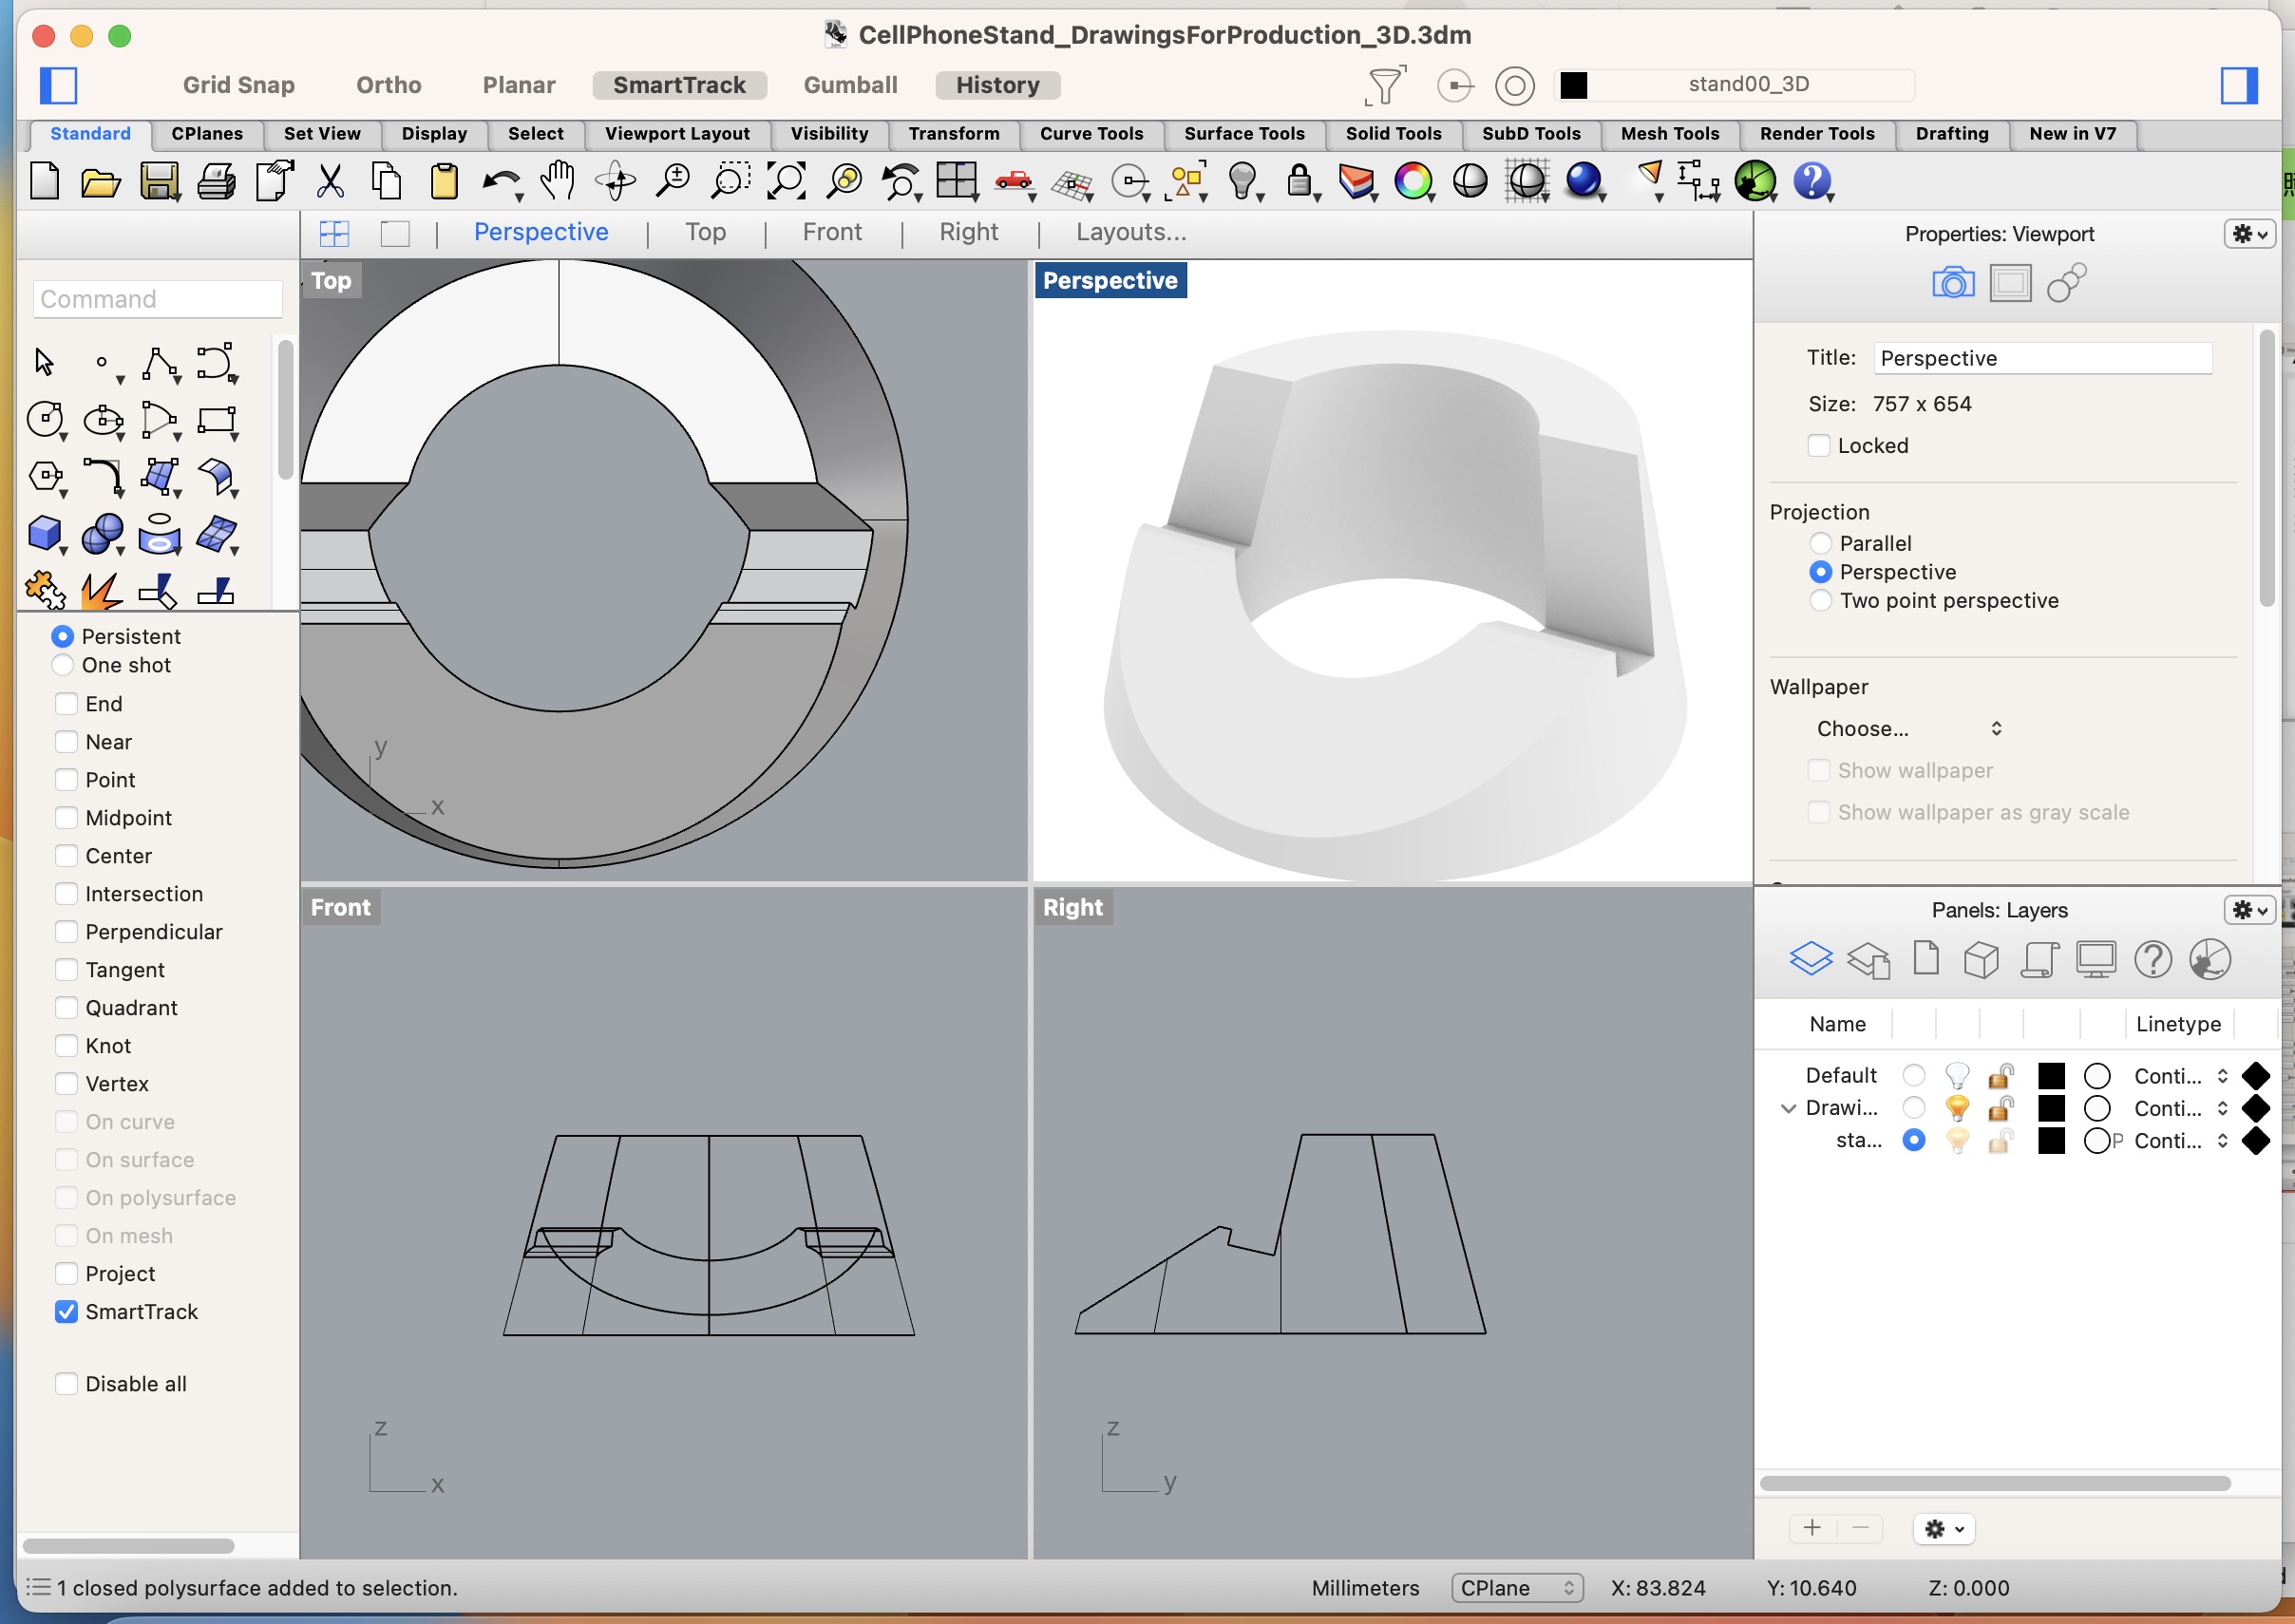 CellPhoneStand_DrawingsForProduction_3D.3dm
Grid Snap Ortho Planar SmartTrack Gumball History stand00_3D
Standard CPlanes Set View Display Select Viewport Layout Visibility Transform Curve Tools Surface Tools Solid Tools SubD Tools Mesh Tools Render Tools Drafting New in V7
Perspective Top Front Right Layouts...
Command
Persistent
One shot
End
Near
Point
Midpoint
Center
Intersection
Perpendicular
Tangent
Quadrant
Knot
Vertex
On curve
On surface
On polysurface
On mesh
Project
SmartTrack
Disable all
Top
y
x
Perspective
Front
z
x
Right
z
y
Properties: Viewport
Title: Perspective
Size: 757 x 654
Locked
Projection
Parallel
Perspective
Two point perspective
Wallpaper
Choose...
Show wallpaper
Show wallpaper as gray scale
Panels: Layers
Name Linetype
Default Conti...
Drawi... Conti...
sta... P Conti...
1 closed polysurface added to selection.
Millimeters CPlane X: 83.824 Y: 10.640 Z: 0.000